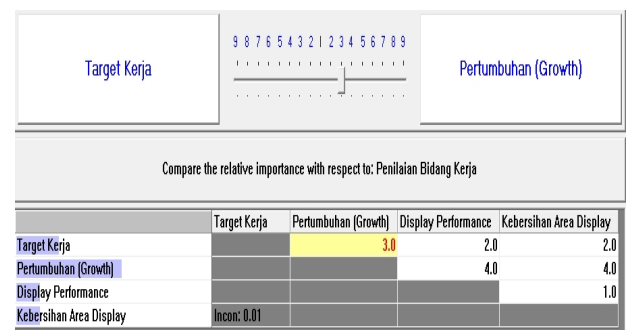 9 8 7 6 5 4 3 2 1 2 3 4 5 6 7 8 9
Target Kerja
Pertumbuhan (Growth)
Compare the relative importance with respect to: Penilaian Bidang Kerja
Target Kerja Pertumbuhan (Growth) Display Performance Kebersihan Area Display
Target Kerja 3.0 2.0 2.0
Pertumbuhan (Growth) 4.0 4.0
Display Performance 1.0
Kebersihan Area Display Incon: 0.01